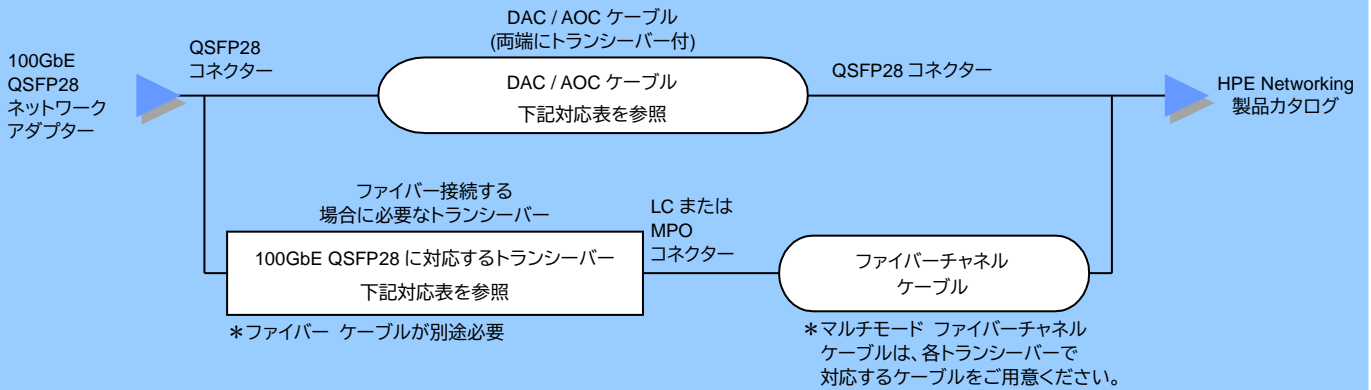 100GbE
QSFP28
ネットワーク
アダプター
QSFP28
コネクター
DAC / AOC ケーブル
(両端にトランシーバー付)
DAC / AOC ケーブル
下記対応表を参照
QSFP28 コネクター
HPE Networking
製品カタログ
ファイバー接続する
場合に必要なトランシーバー
100GbE QSFP28 に対応するトランシーバー
下記対応表を参照
＊ファイバー ケーブルが別途必要
LC または
MPO
コネクター
ファイバーチャネル
ケーブル
＊マルチモード ファイバーチャネル
ケーブルは、各トランシーバーで
対応するケーブルをご用意ください。